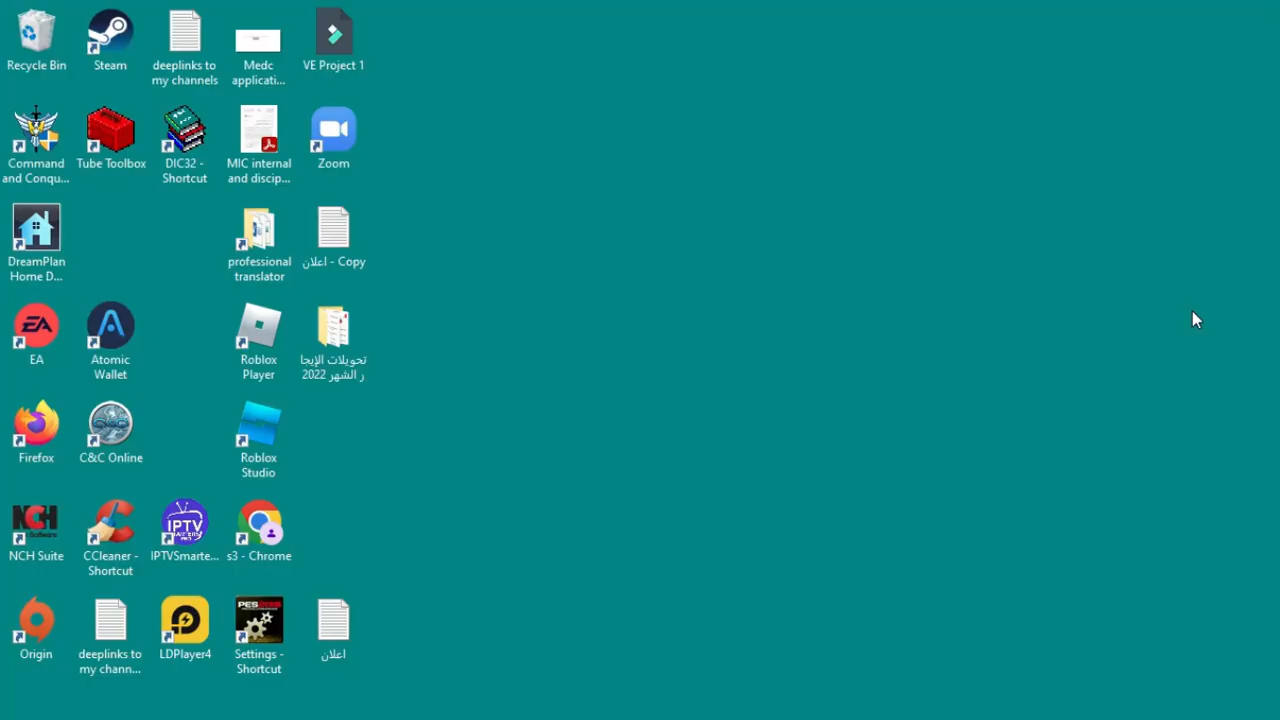 Recycle Bin
Steam
deeplinks to
my channels
Medc
applicati...
VE Project 1
Command
and Conqu...
Tube Toolbox
DIC32 -
Shortcut
MIC internal
and discip...
Zoom
DreamPlan
Home D...
professional
translator
اعلان - Copy
EA
EA
Atomic
Wallet
Roblox
Player
تحويلات الإيجا
ر الشهر 2022
Firefox
C&C Online
Roblox
Studio
NCH
NCH Suite
CCleaner -
Shortcut
IPTV
IPTVSmarte...
s3 - Chrome
Origin
deeplinks to
my chann...
LDPlayer4
Settings -
Shortcut
اعلان